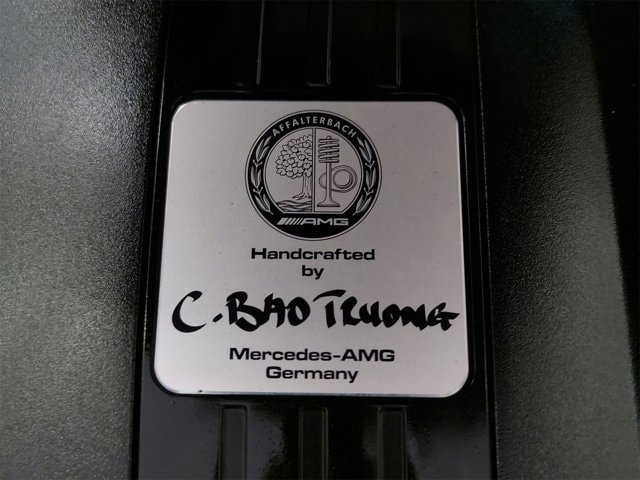 AFFALTERBACH
AMG
Handcrafted
by
C. BAO TRUONG
Mercedes-AMG
Germany